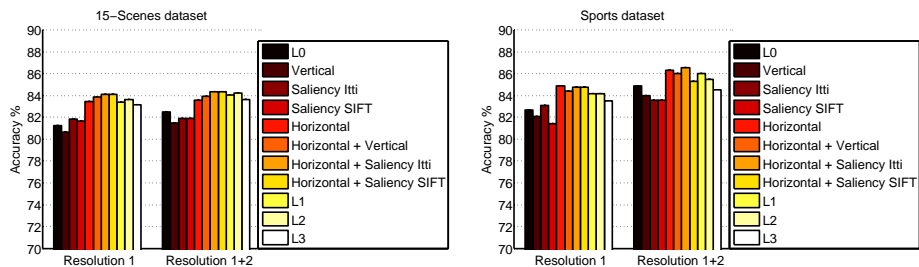 15−Scenes dataset
90
88
86
84
82
80
78
76
74
72
70
Accuracy %
Resolution 1
Resolution 1+2
L0
Vertical
Saliency Itti
Saliency SIFT
Horizontal
Horizontal + Vertical
Horizontal + Saliency Itti
Horizontal + Saliency SIFT
L1
L2
L3
Sports dataset
90
88
86
84
82
80
78
76
74
72
70
Accuracy %
Resolution 1
Resolution 1+2
L0
Vertical
Saliency Itti
Saliency SIFT
Horizontal
Horizontal + Vertical
Horizontal + Saliency Itti
Horizontal + Saliency SIFT
L1
L2
L3